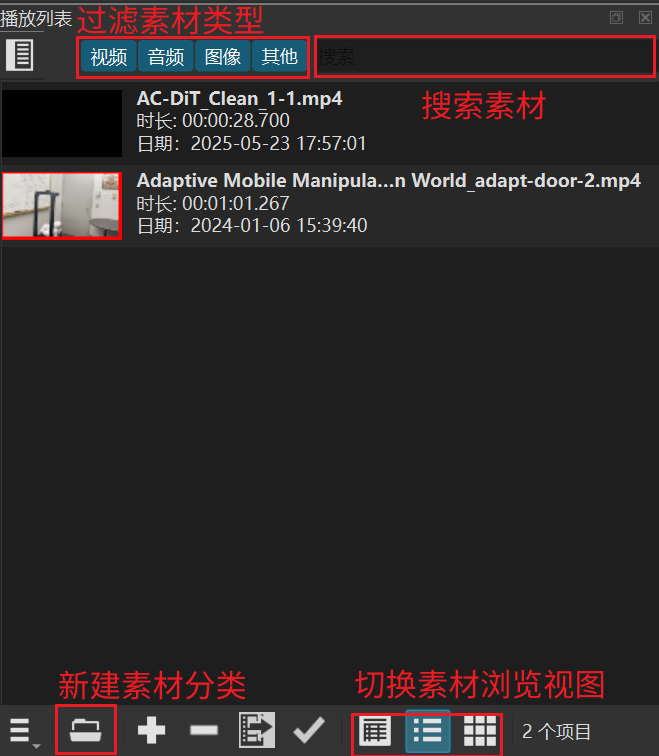 播放列表 过滤素材类型
视频 音频 图像 其他 搜索
搜索素材
AC-DiT_Clean_1-1.mp4
时长: 00:00:28.700
日期：2025-05-23 17:57:01
Adaptive Mobile Manipula...n World_adapt-door-2.mp4
时长: 00:01:01.267
日期：2024-01-06 15:39:40
新建素材分类 切换素材浏览视图
2 个项目